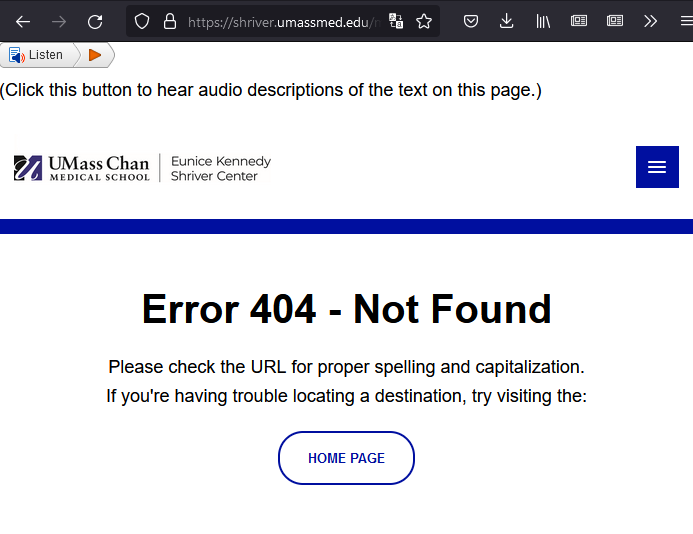 https://shriver.umassmed.edu/
Listen
(Click this button to hear audio descriptions of the text on this page.)
UMass Chan
MEDICAL SCHOOL
Eunice Kennedy
Shriver Center
Error 404 - Not Found
Please check the URL for proper spelling and capitalization.
If you're having trouble locating a destination, try visiting the:
HOME PAGE